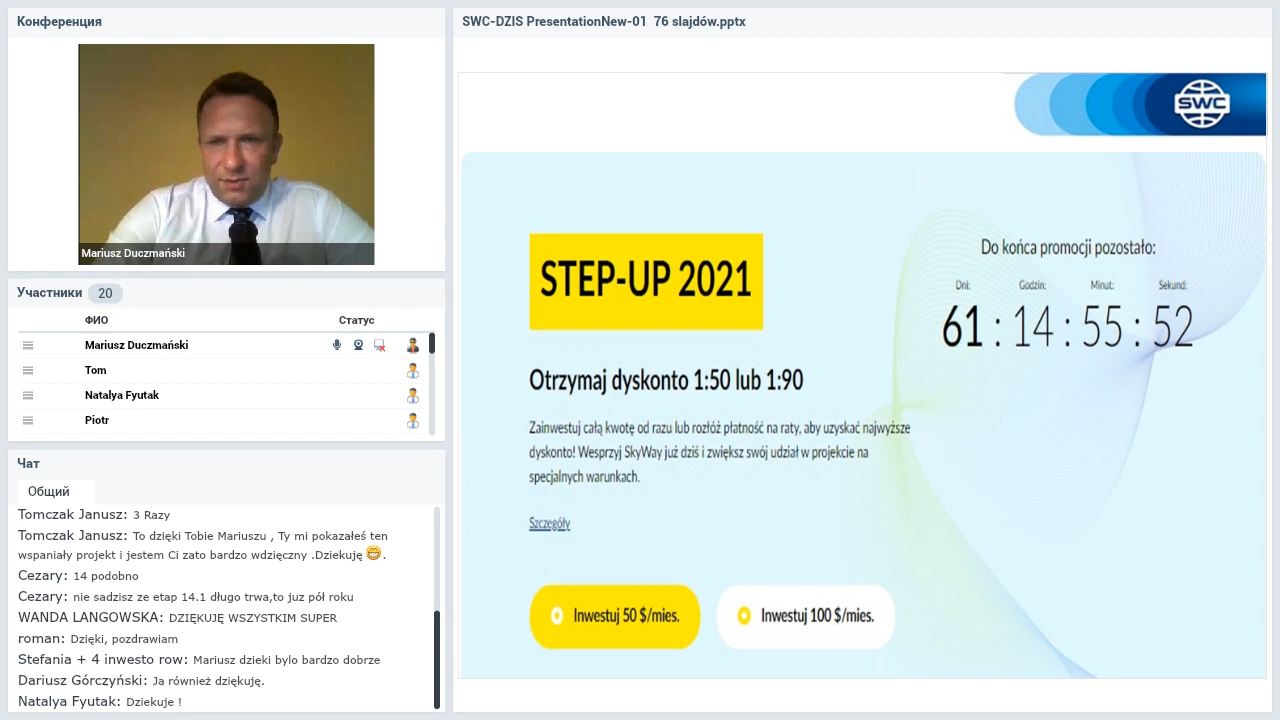 Конференция
Mariusz Duczmański
Участники 20
ФИО Статус
Mariusz Duczmański
Tom
Natalya Fyutak
Piotr
Чат
Общий
Tomczak Janusz: 3 Razy
Tomczak Janusz: To dzięki Tobie Mariuszu , Ty mi pokazałeś ten
wspaniały projekt i jestem Ci zato bardzo wdzięczny .Dziekuję 😁.
Cezary: 14 podobno
Cezary: nie sadzisz ze etap 14.1 długo trwa,to juz pół roku
WANDA LANGOWSKA: DZIĘKUJĘ WSZYSTKIM SUPER
roman: Dzięki, pozdrawiam
Stefania + 4 inwesto row: Mariusz dzieki bylo bardzo dobrze
Dariusz Górczyński: Ja również dziękuję.
Natalya Fyutak: Dziekuje !
SWC-DZIS PresentationNew-01 76 slajdów.pptx
SWC
STEP-UP 2021
Do końca promocji pozostało:
Dni: Godzin: Minut: Sekund:
61 : 14 : 55 : 52
Otrzymaj dyskonto 1:50 lub 1:90
Zainwestuj całą kwotę od razu lub rozłóż płatność na raty, aby uzyskać najwyższe
dyskonto! Wesprzyj SkyWay już dziś i zwiększ swój udział w projekcie na
specjalnych warunkach.
Szczegóły
Inwestuj 50 $/mies. Inwestuj 100 $/mies.